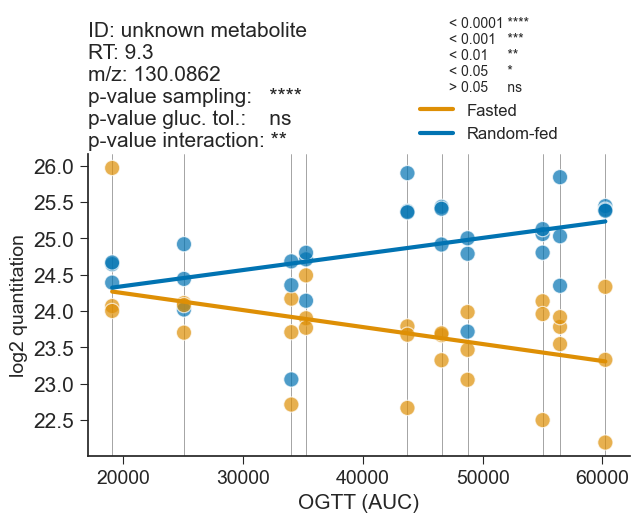 ID: unknown metabolite
RT: 9.3
m/z: 130.0862
p-value sampling: ****
p-value gluc. tol.: ns
p-value interaction: **
< 0.0001 ****
< 0.001 ***
< 0.01 **
< 0.05 *
> 0.05 ns
Fasted
Random-fed
26.0
25.5
25.0
24.5
24.0
23.5
23.0
22.5
log2 quantitation
20000 30000 40000 50000 60000
OGTT (AUC)